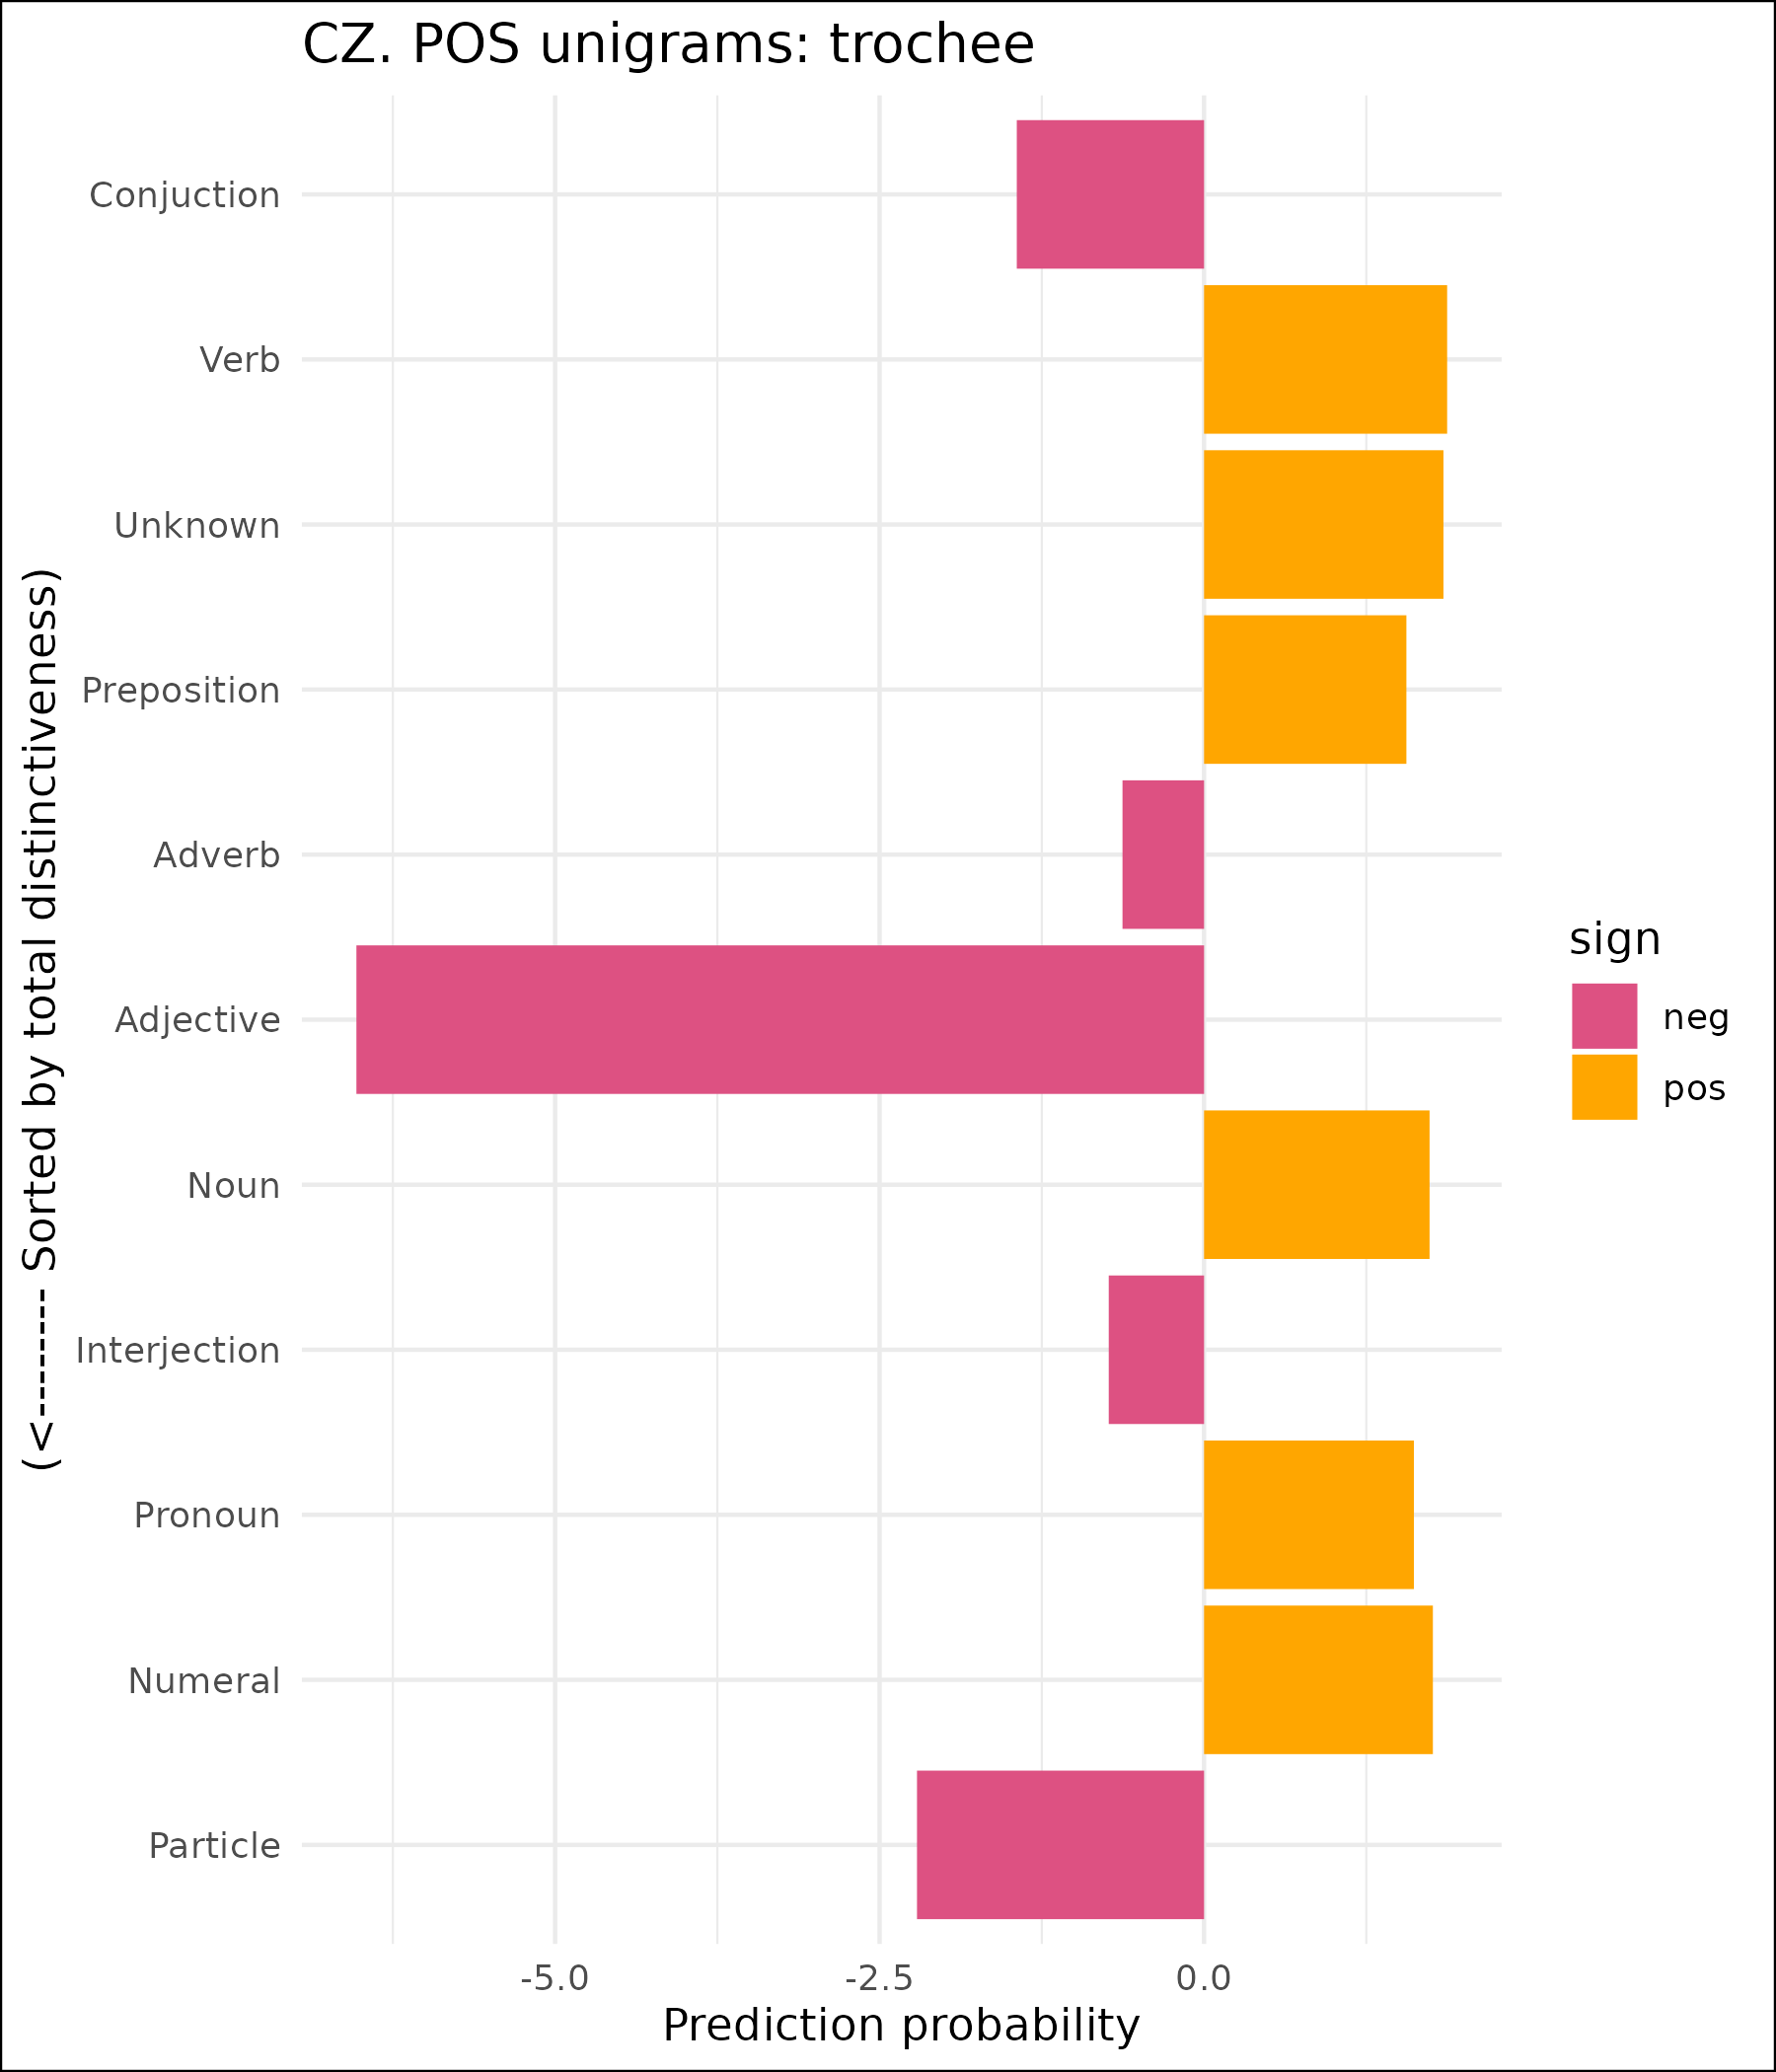 CZ. POS unigrams: trochee
(<-------- Sorted by total distinctiveness)
Conjuction
Verb
Unknown
Preposition
Adverb
Adjective
Noun
Interjection
Pronoun
Numeral
Particle
-5.0
-2.5
0.0
Prediction probability
sign
neg
pos